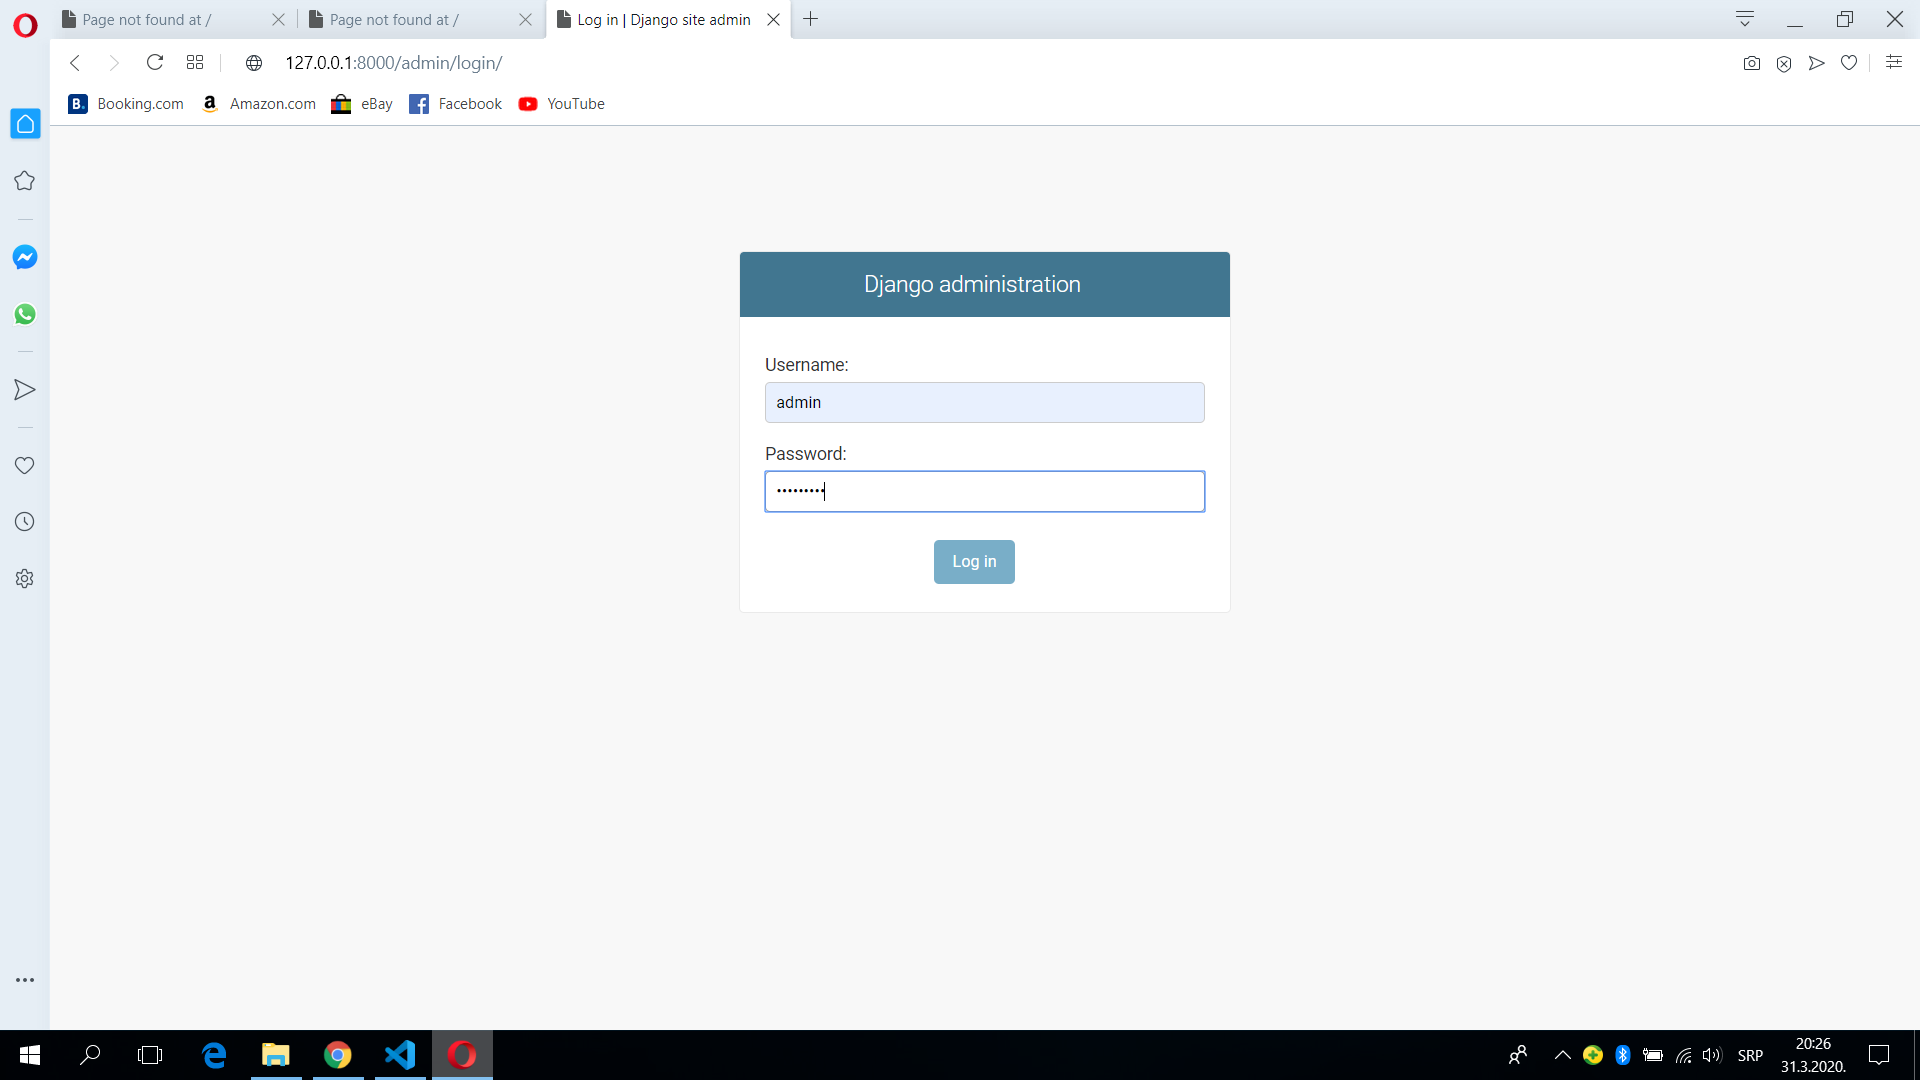 Page not found at /
Page not found at /
Log in | Django site admin
127.0.0.1:8000/admin/login/
B. Booking.com
a Amazon.com
eBay
f Facebook
YouTube
Django administration
Username:
admin
Password:
•••••••••
Log in
SRP
20:26
31.3.2020.